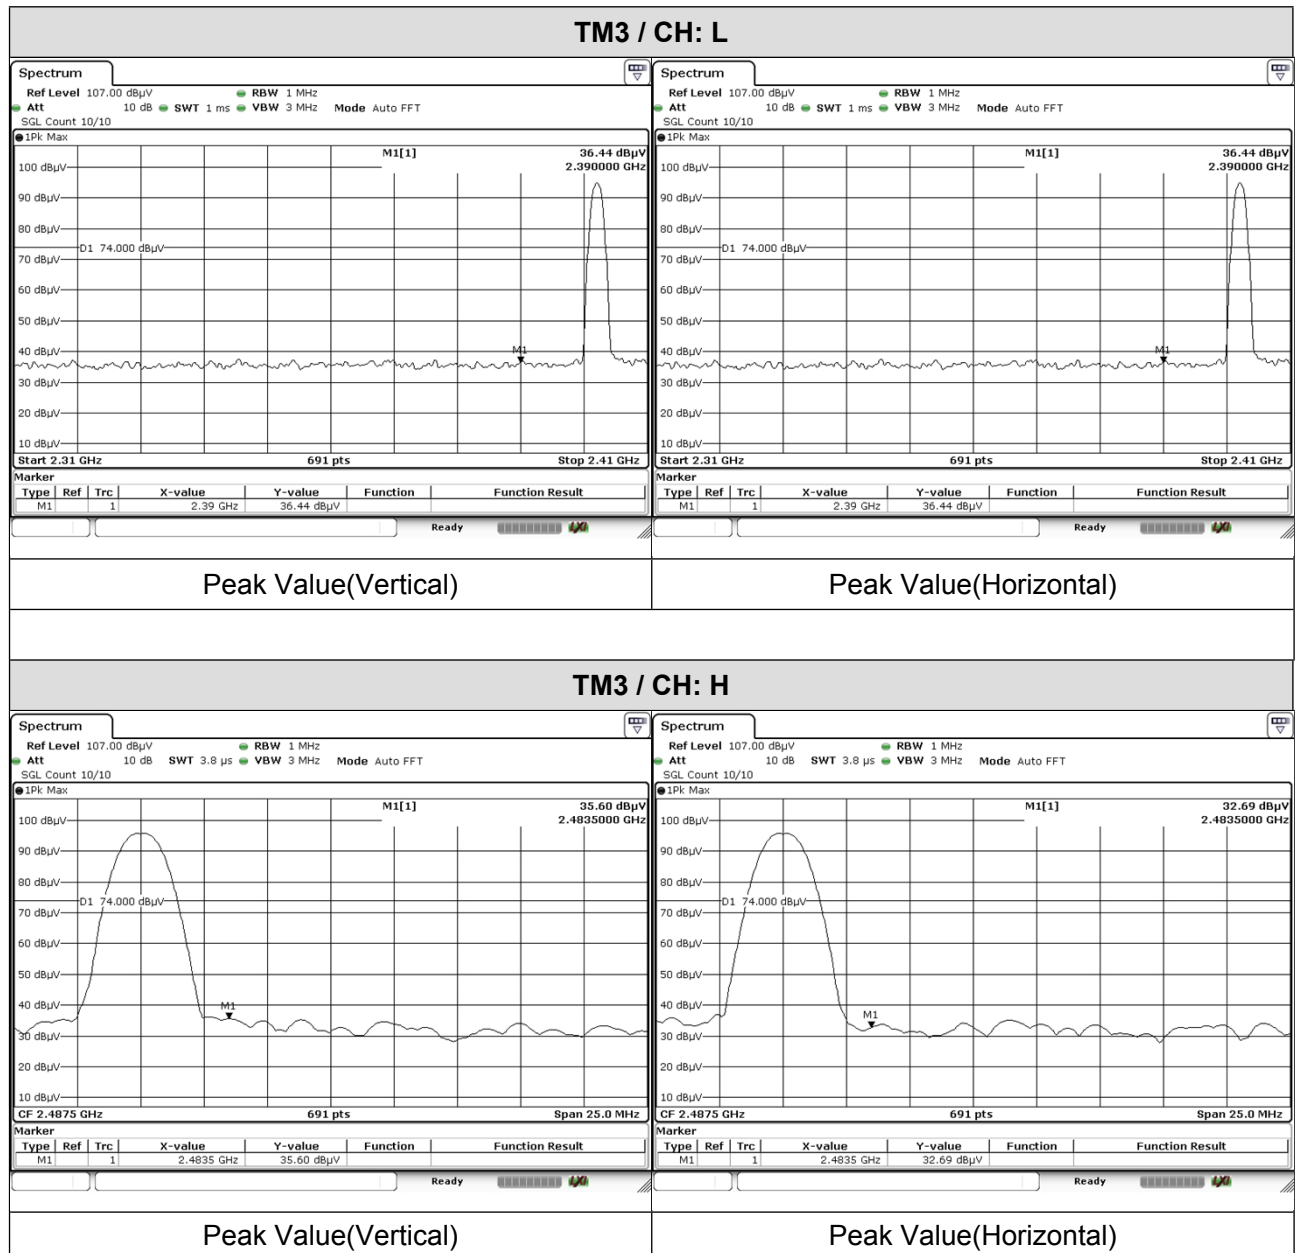 TM3 / CH: L
Spectrum
Ref Level 107.00 dBµV RBW 1 MHz
Att 10 dB SWT 1 ms VBW 3 MHz Mode Auto FFT
SGL Count 10/10
1Pk Max
M1[1] 36.44 dBµV
2.390000 GHz
100 dBµV
90 dBµV
80 dBµV
D1 74.000 dBµV
70 dBµV
60 dBµV
50 dBµV
40 dBµV
M1
30 dBµV
20 dBµV
10 dBµV
Start 2.31 GHz 691 pts Stop 2.41 GHz
Marker
Type Ref Trc X-value Y-value Function Function Result
M1 1 2.39 GHz 36.44 dBµV
Ready LXI
Peak Value(Vertical)
Spectrum
Ref Level 107.00 dBµV RBW 1 MHz
Att 10 dB SWT 1 ms VBW 3 MHz Mode Auto FFT
SGL Count 10/10
1Pk Max
M1[1] 36.44 dBµV
2.390000 GHz
100 dBµV
90 dBµV
80 dBµV
D1 74.000 dBµV
70 dBµV
60 dBµV
50 dBµV
40 dBµV
M1
30 dBµV
20 dBµV
10 dBµV
Start 2.31 GHz 691 pts Stop 2.41 GHz
Marker
Type Ref Trc X-value Y-value Function Function Result
M1 1 2.39 GHz 36.44 dBµV
Ready LXI
Peak Value(Horizontal)
TM3 / CH: H
Spectrum
Ref Level 107.00 dBµV RBW 1 MHz
Att 10 dB SWT 3.8 µs VBW 3 MHz Mode Auto FFT
SGL Count 10/10
1Pk Max
M1[1] 35.60 dBµV
2.4835000 GHz
100 dBµV
90 dBµV
80 dBµV
D1 74.000 dBµV
70 dBµV
60 dBµV
50 dBµV
40 dBµV
M1
30 dBµV
20 dBµV
10 dBµV
CF 2.4875 GHz 691 pts Span 25.0 MHz
Marker
Type Ref Trc X-value Y-value Function Function Result
M1 1 2.4835 GHz 35.60 dBµV
Ready LXI
Peak Value(Vertical)
Spectrum
Ref Level 107.00 dBµV RBW 1 MHz
Att 10 dB SWT 3.8 µs VBW 3 MHz Mode Auto FFT
SGL Count 10/10
1Pk Max
M1[1] 32.69 dBµV
2.4835000 GHz
100 dBµV
90 dBµV
80 dBµV
D1 74.000 dBµV
70 dBµV
60 dBµV
50 dBµV
40 dBµV
M1
30 dBµV
20 dBµV
10 dBµV
CF 2.4875 GHz 691 pts Span 25.0 MHz
Marker
Type Ref Trc X-value Y-value Function Function Result
M1 1 2.4835 GHz 32.69 dBµV
Ready LXI
Peak Value(Horizontal)